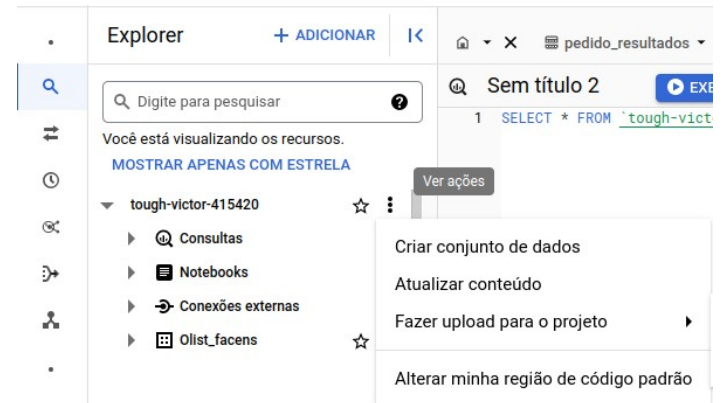 Explorer
+ ADICIONAR
pedido_resultados
Digite para pesquisar
Sem título 2
Você está visualizando os recursos.
1 SELECT * FROM `tough-vict
MOSTRAR APENAS COM ESTRELA
Ver ações
tough-victor-415420
Consultas
Notebooks
Conexões externas
Olist_facens
Criar conjunto de dados
Atualizar conteúdo
Fazer upload para o projeto
Alterar minha região de código padrão